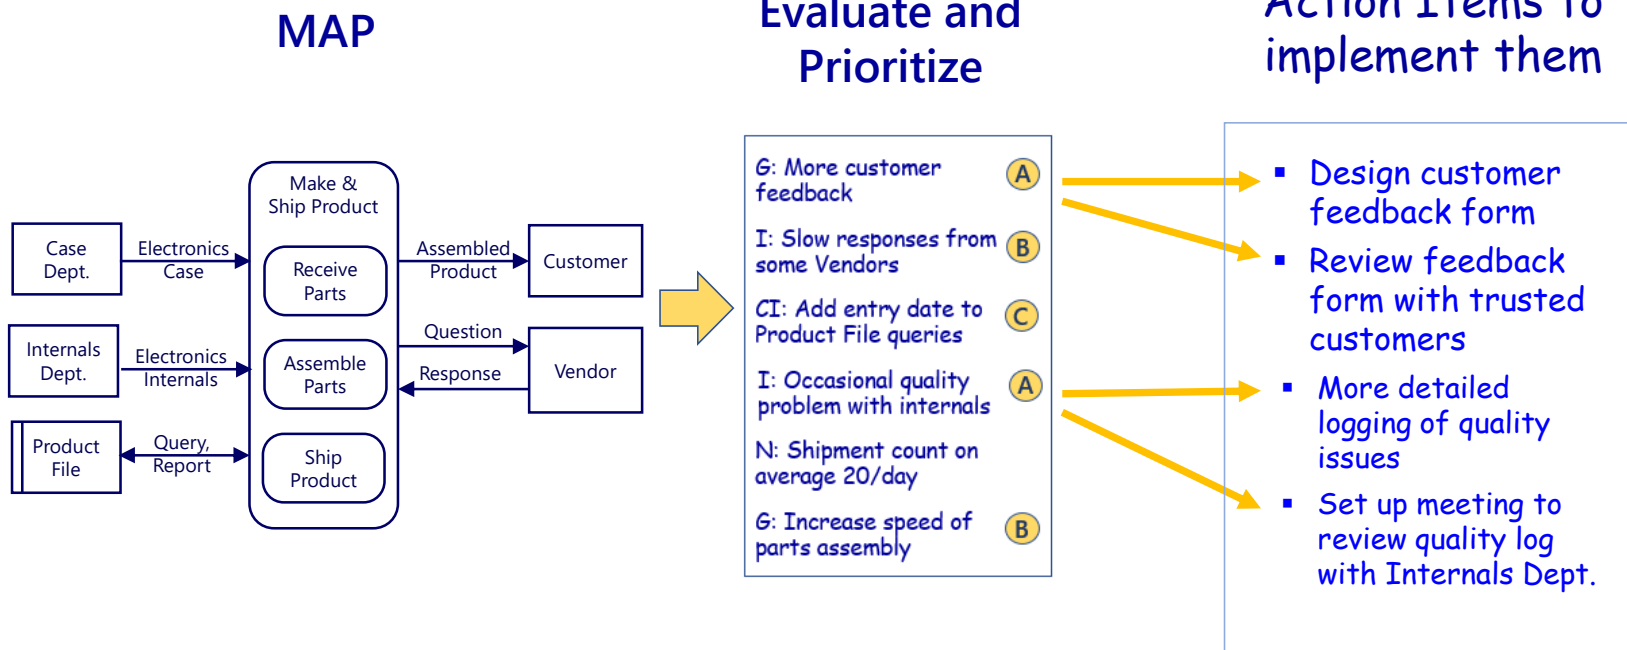 MAP
Case
Dept.
Electronics
Case
Internals
Dept.
Electronics
Internals
Product
File
Query,
Report
Make &
Ship Product
Receive
Parts
Assemble
Parts
Ship
Product
Assembled
Product
Customer
Question
Response
Vendor
Evaluate and
Prioritize
G: More customer
feedback
A
I: Slow responses from
some Vendors
B
CI: Add entry date to
Product File queries
C
I: Occasional quality
problem with internals
A
N: Shipment count on
average 20/day
G: Increase speed of
parts assembly
B
Action Items to
implement them
▪ Design customer
feedback form
▪ Review feedback
form with trusted
customers
▪ More detailed
logging of quality
issues
▪ Set up meeting to
review quality log
with Internals Dept.